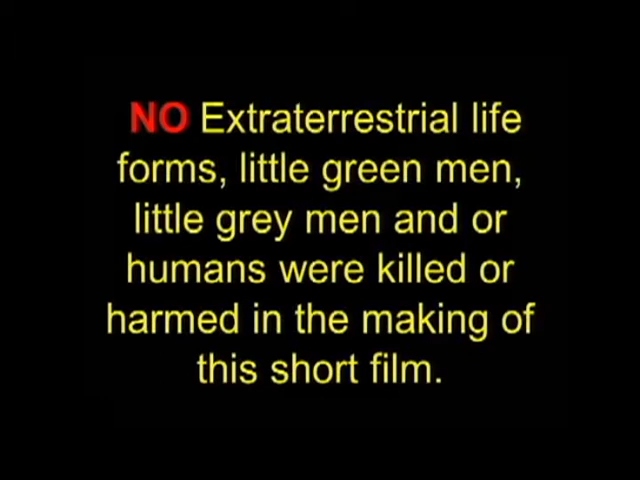 NO Extraterrestrial life
forms, little green men,
little grey men and or
humans were killed or
harmed in the making of
this short film.